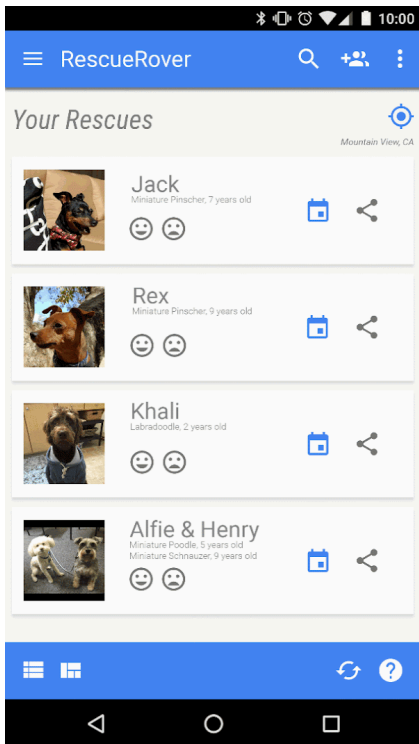 10:00
RescueRover
Your Rescues
Mountain View, CA
Jack
Miniature Pinscher, 7 years old
Rex
Miniature Pinscher, 9 years old
Khali
Labradoodle, 2 years old
Alfie & Henry
Miniature Poodle, 5 years old
Miniature Schnauzer, 9 years old